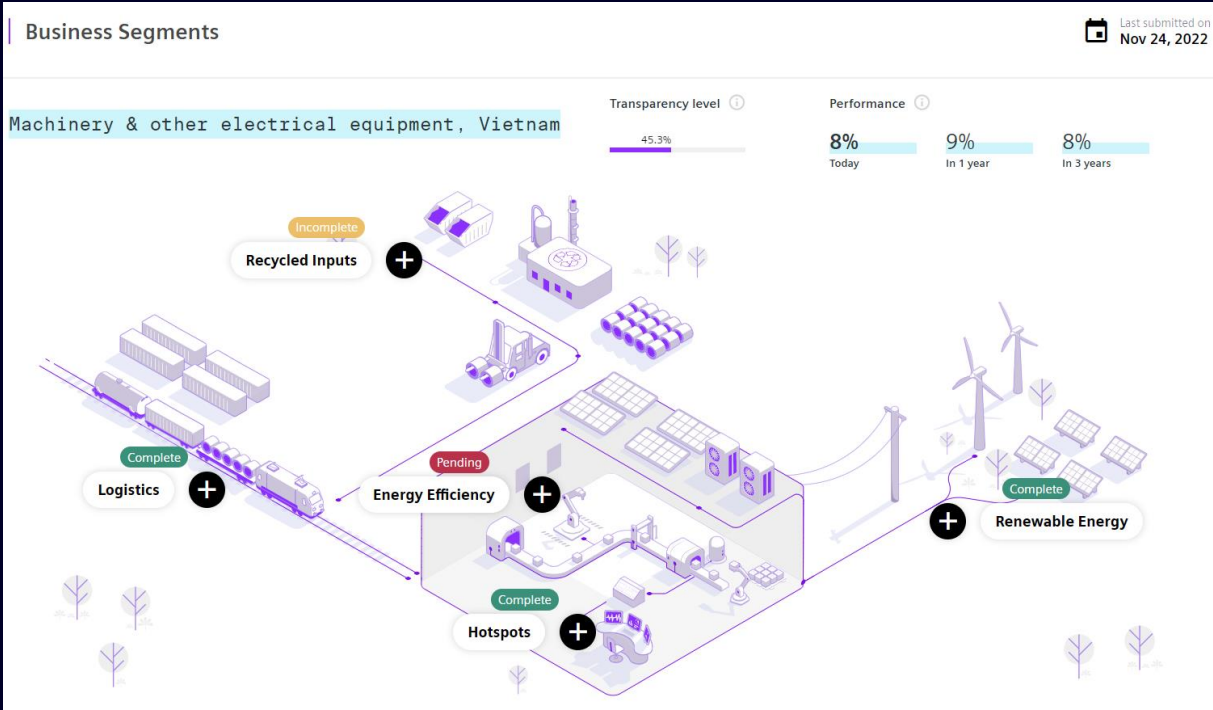 Business Segments
Last submitted on
Nov 24, 2022
Machinery & other electrical equipment, Vietnam
Transparency level
45.3%
Performance
8%
Today
9%
In 1 year
8%
In 3 years
Incomplete
Recycled Inputs
Complete
Logistics
Pending
Energy Efficiency
Complete
Renewable Energy
Complete
Hotspots